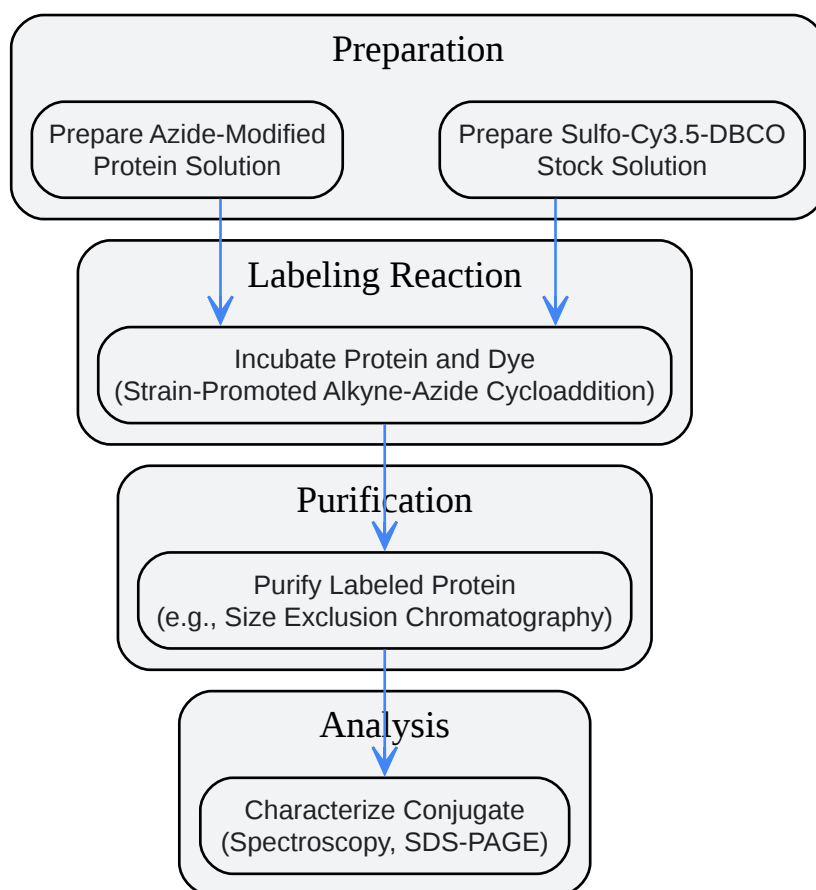 Preparation
Prepare Azide-Modified
Protein Solution
Prepare Sulfo-Cy3.5-DBCO
Stock Solution
Labeling Reaction
Incubate Protein and Dye
(Strain-Promoted Alkyne-Azide Cycloaddition)
Purification
Purify Labeled Protein
(e.g., Size Exclusion Chromatography)
Analysis
Characterize Conjugate
(Spectroscopy, SDS-PAGE)